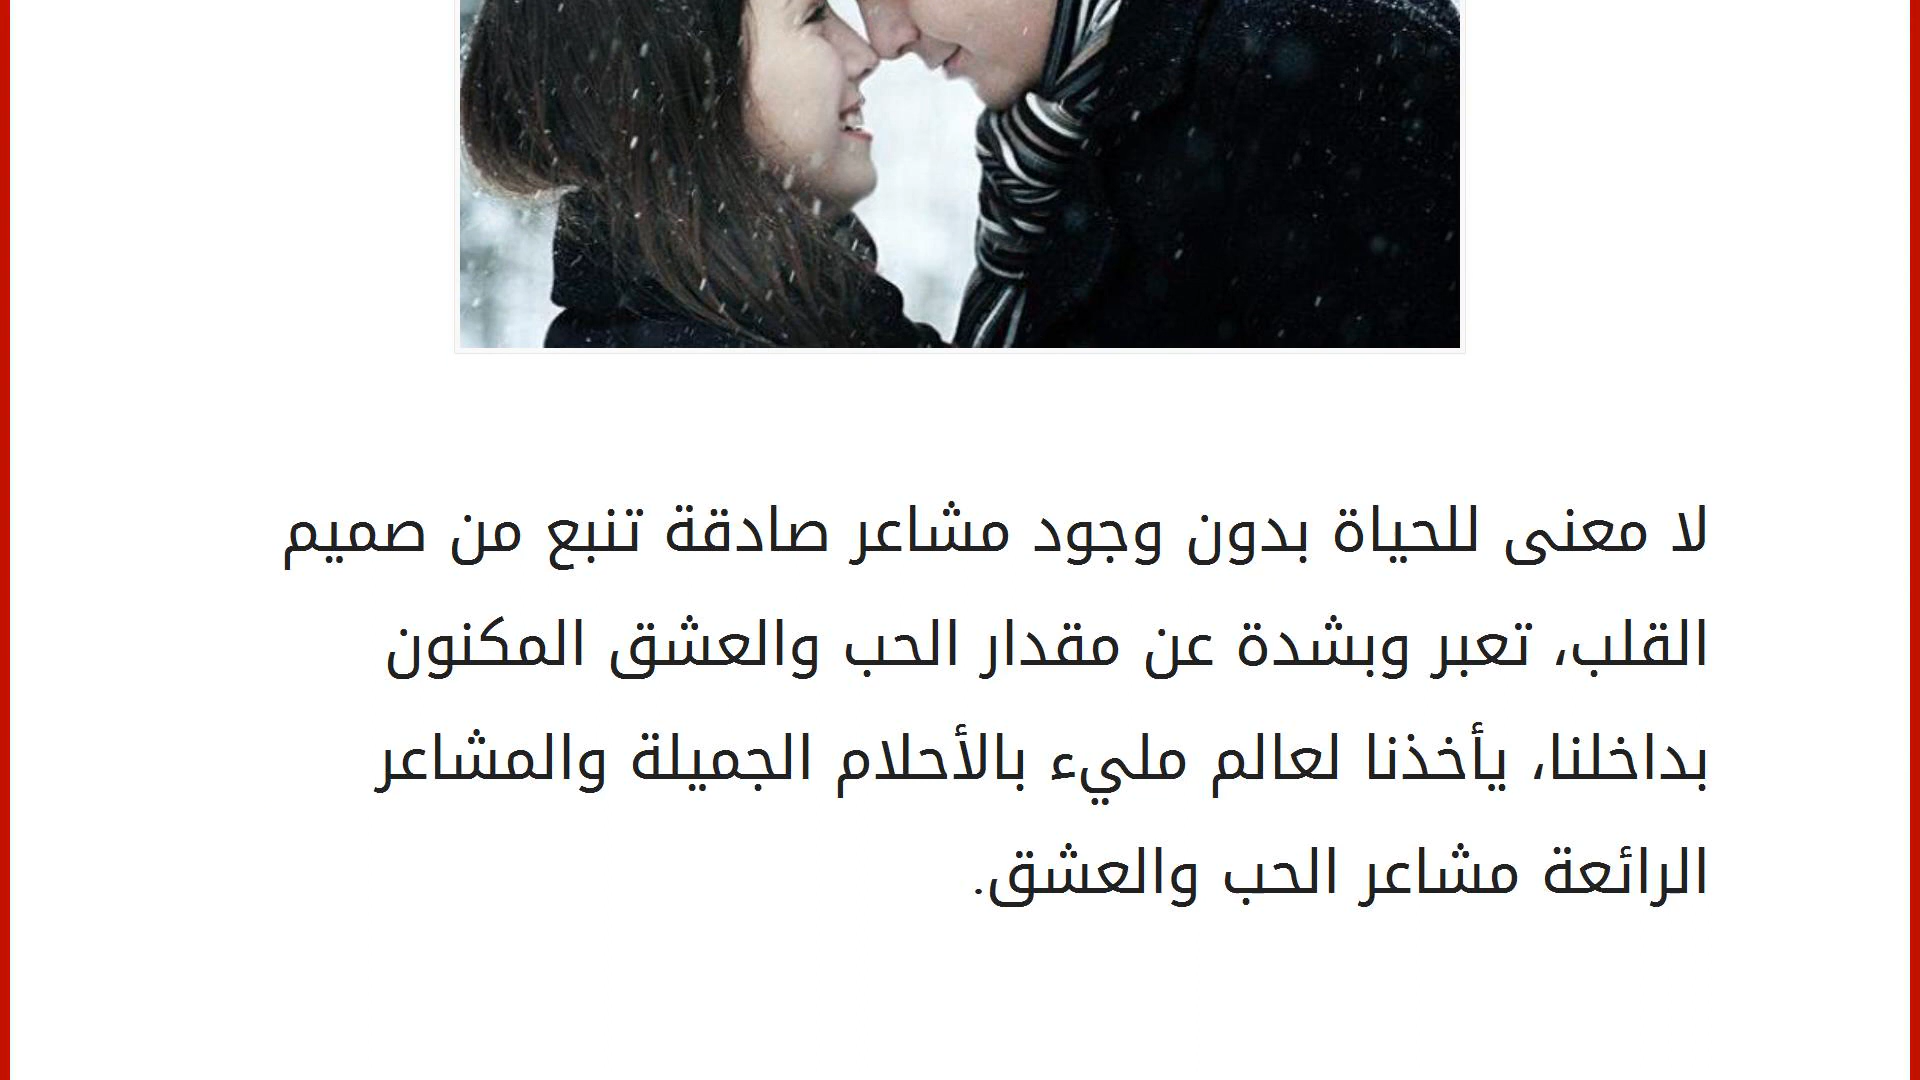 لا معنى للحياة بدون وجود مشاعر صادقة تنبع من صميم
القلب، تعبر وبشدة عن مقدار الحب والعشق المكنون
بداخلنا، يأخذنا لعالم مليء بالأحلام الجميلة والمشاعر
الرائعة مشاعر الحب والعشق.